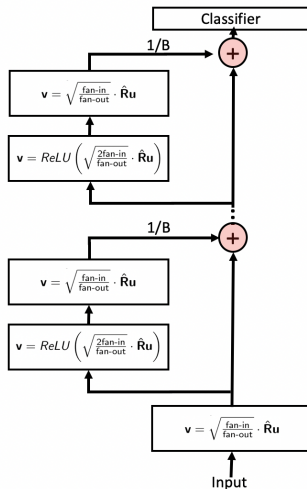 Classifier
1/B
+
v = √(fan-in/fan-out) · R̂u
v = ReLU (√(2fan-in/fan-out) · R̂u)
1/B
+
v = √(fan-in/fan-out) · R̂u
v = ReLU (√(2fan-in/fan-out) · R̂u)
v = √(fan-in/fan-out) · R̂u
Input